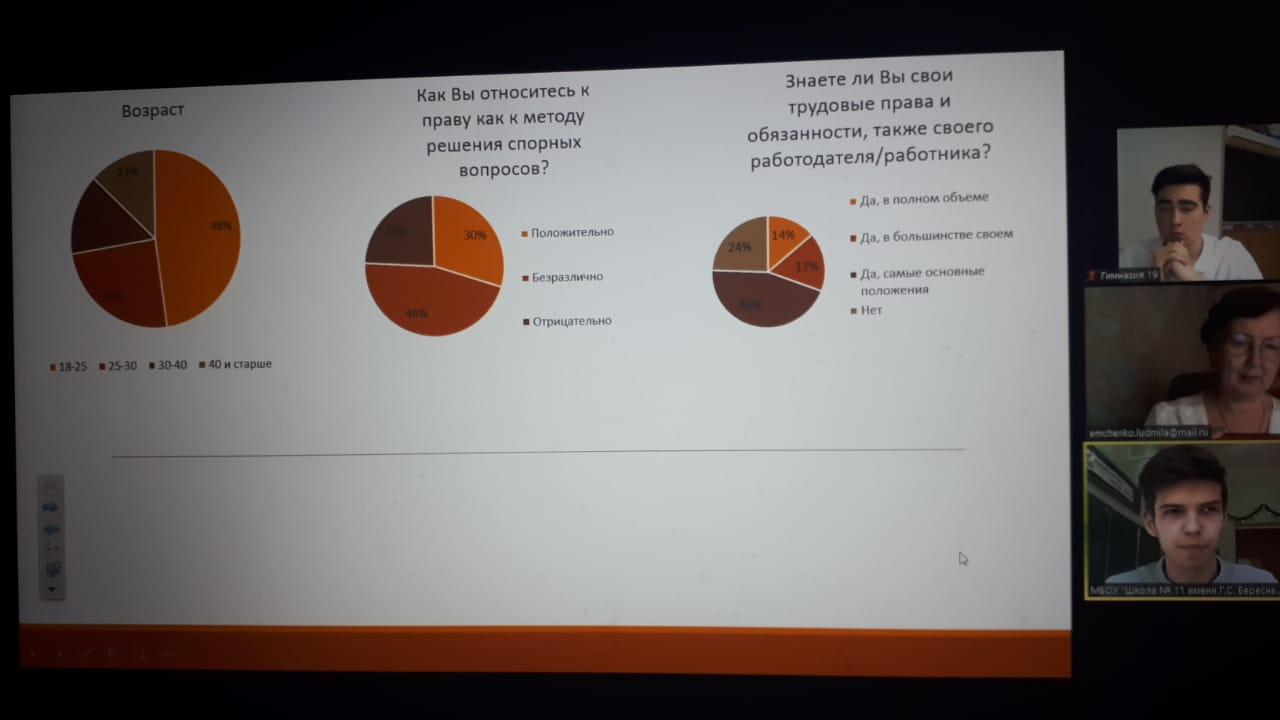 Возраст
13%
48%
18-25
25-30
30-40
40 и старше
Как Вы относитесь к
праву как к методу
решения спорных
вопросов?
30%
46%
Положительно
Безразлично
Отрицательно
Знаете ли Вы свои
трудовые права и
обязанности, также своего
работодателя/работника?
24%
14%
17%
45%
Да, в полном объеме
Да, в большинстве своем
Да, самые основные
положения
Нет
Гимназия 19
emchenko.ludmila@mail.ru
МБОУ "Школа № 11 имени Г.С. Бересне...